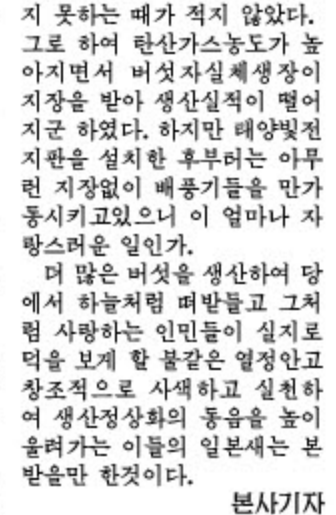 지 못하는 때가 적지 않았다.
그로 하여 탄산가스농도가 높
아지면서 버섯자실체생장이
지장을 받아 생산실적이 떨어
지군 하였다. 하지만 태양빛전
지판을 설치한 후부터는 아무
런 지장없이 배풍기들을 만가
동시키고있으니 이 얼마나 자
랑스러운 일인가.
더 많은 버섯을 생산하여 당
에서 하늘처럼 떠받들고 그처
럼 사랑하는 인민들이 실지로
덕을 보게 할 불같은 열정안고
창조적으로 사색하고 실천하
여 생산정상화의 동음을 높이
울려가는 이들의 일본새는 본
받을만 한것이다.
본사기자